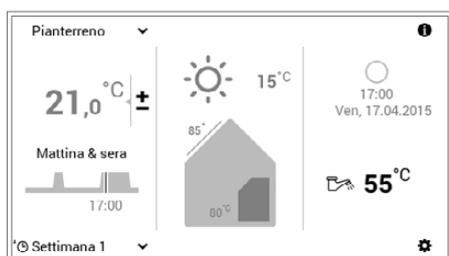 Pianterreno
21,0°C ±
Mattina & sera
17:00
Settimana 1
15°C
85°
80°C
17:00
Ven, 17.04.2015
55°C